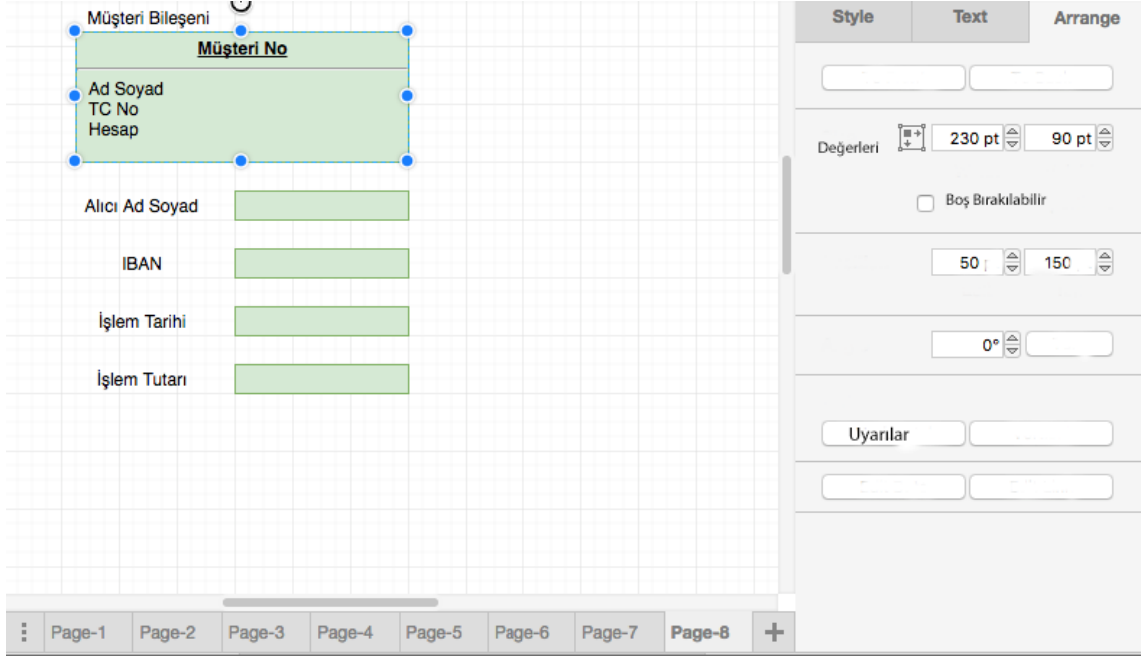 Müşteri Bileşeni
Müşteri No
Ad Soyad
TC No
Hesap
Alıcı Ad Soyad
IBAN
İşlem Tarihi
İşlem Tutarı
Style Text Arrange
Değerleri 230 pt 90 pt
Boş Bırakılabilir
50 150
0°
Uyarılar
Page-1 Page-2 Page-3 Page-4 Page-5 Page-6 Page-7 Page-8